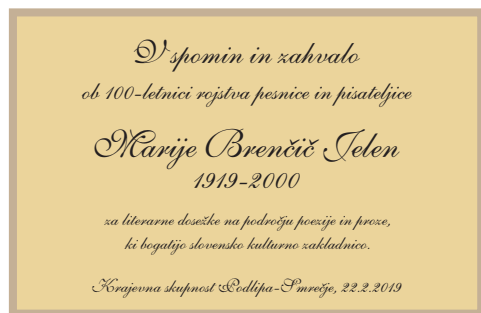 V spomin in zahvalo
ob 100-letnici rojstva pesnice in pisateljice
Marije Brenčič Jelen
1919-2000
za literarne dosežke na področju poezije in proze,
ki bogatijo slovensko kulturno zakladnico.
Krajevna skupnost Podlipa-Smrečje, 22.2.2019